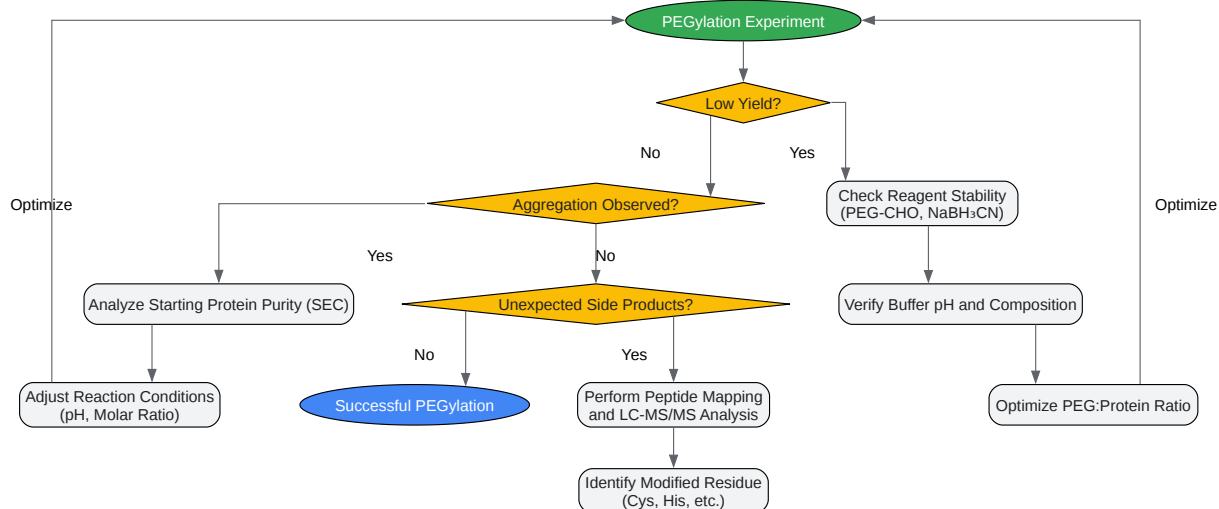 PEGylation Experiment
Low Yield?
No
Yes
Optimize
Aggregation Observed?
Check Reagent Stability
(PEG-CHO, NaBH₃CN)
Optimize
Yes
No
Analyze Starting Protein Purity (SEC)
Unexpected Side Products?
Verify Buffer pH and Composition
No
Yes
Adjust Reaction Conditions
(pH, Molar Ratio)
Successful PEGylation
Perform Peptide Mapping
and LC-MS/MS Analysis
Optimize PEG:Protein Ratio
Identify Modified Residue
(Cys, His, etc.)